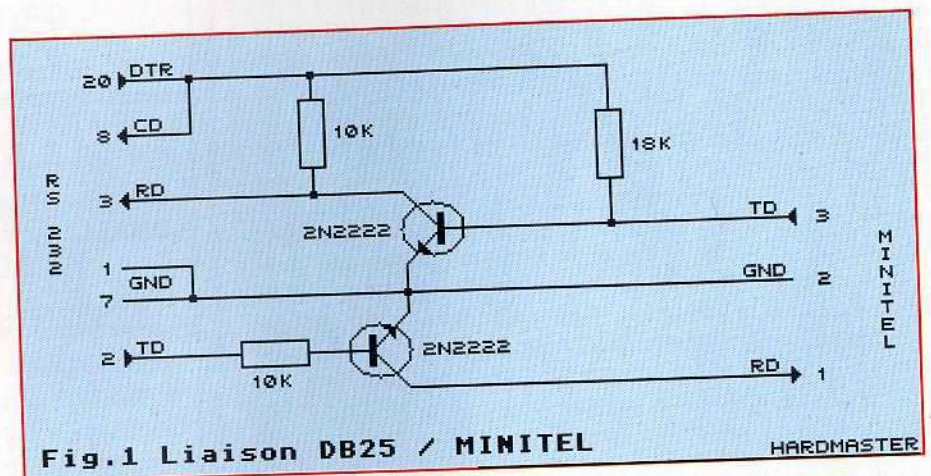 20 DTR
8 CD
10K
18K
RS 232
3 RD
2N2222
TD 3
MINITEL
1
GND
GND 2
7
2 TD
2N2222
10K
RD 1
Fig.1 Liaison DB25 / MINITEL
HARDMASTER